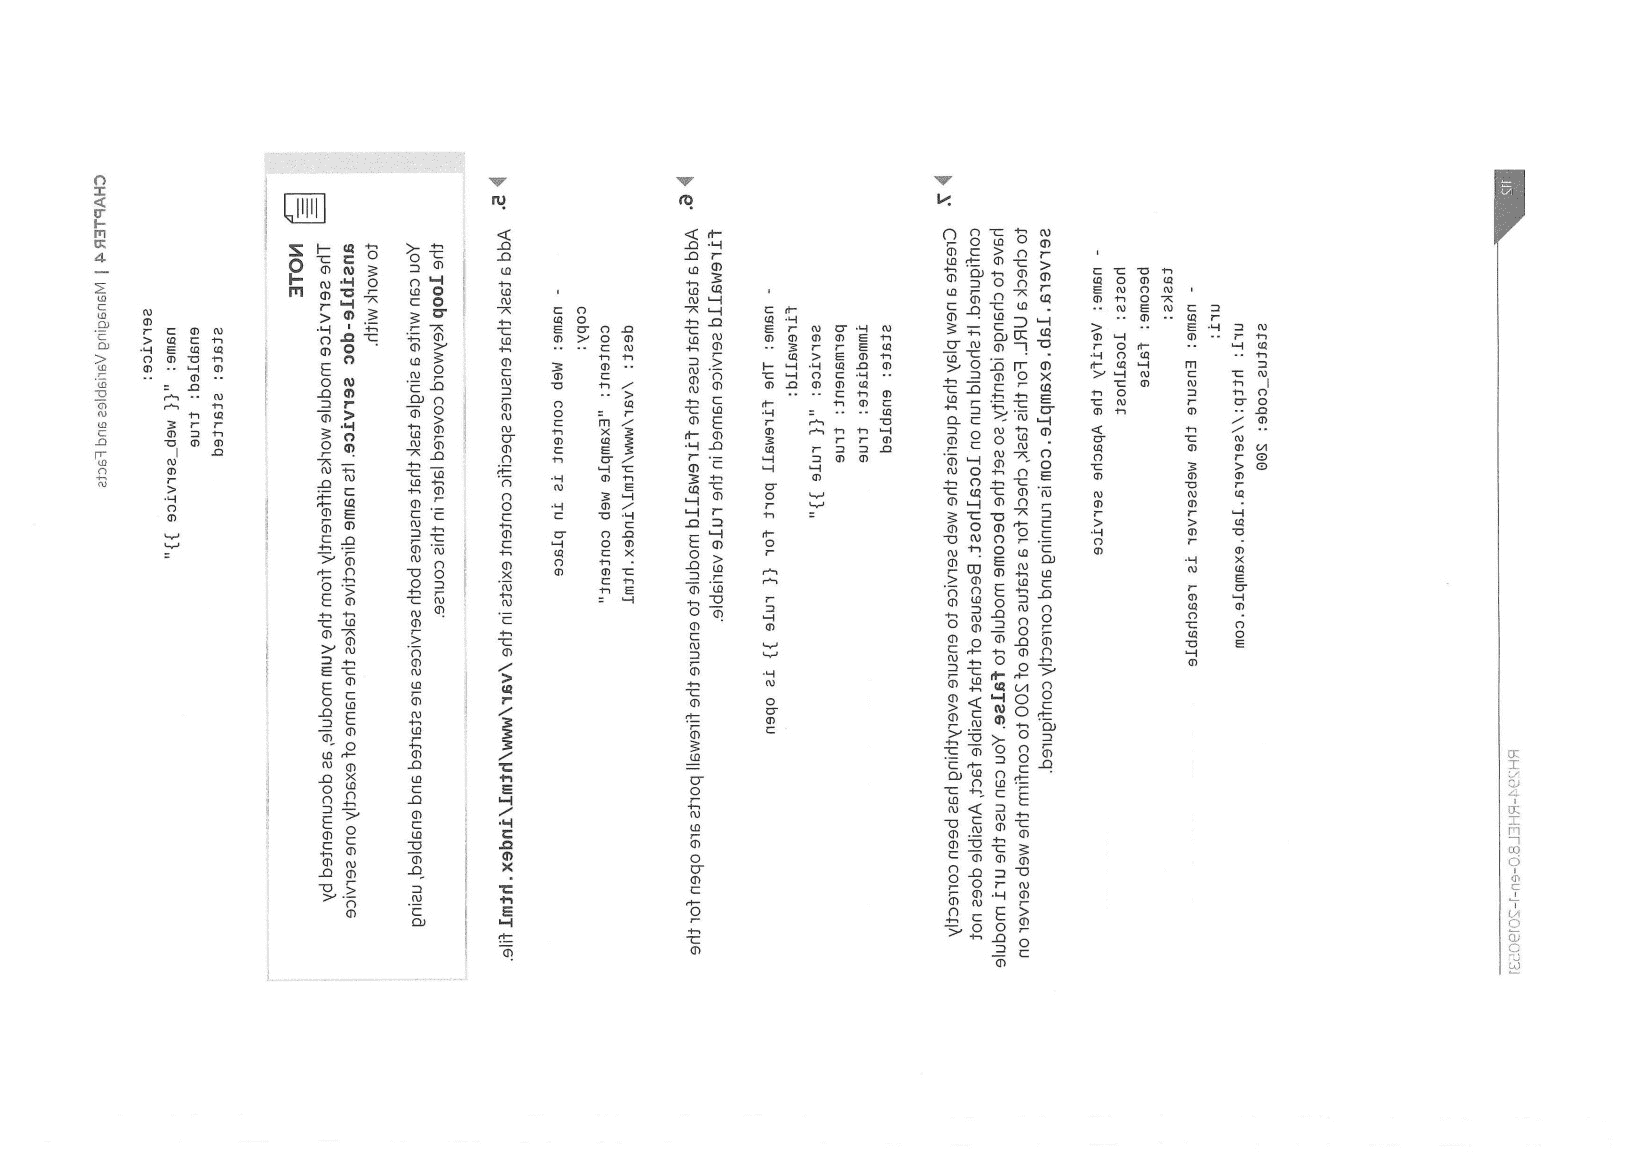 CHAPTER 4 | Managing Variables and Facts
service:
name: "{{ web_service }}"
enabled: true
state: started
NOTE
The service module works differently from the yum module, as documented by
ansible-doc service. Its name directive takes the name of exactly one service
to work with.
You can write a single task that ensures both services are started and enabled, using
the loop keyword covered later in this course.
5. Add a task that ensures specific content exists in the /var/www/html/index.html file.
- name: Web content is in place
copy:
content: "Example web content"
dest: /var/www/html/index.html
6. Add a task that uses the firewalld module to ensure the firewall ports are open for the
firewalld service named in the rule variable.
- name: The firewall port for {{ rule }} is open
firewalld:
service: "{{ rule }}"
permanent: true
immediate: true
state: enabled
7. Create a new play that queries the web service to ensure everything has been correctly
configured. It should run on localhost. Because of that Ansible fact, Ansible does not
have to change identity, so set the become module to false. You can use the uri module
to check a URL. For this task, check for a status code of 200 to confirm the web server on
servera.lab.example.com is running and correctly configured.
- name: Verify the Apache service
hosts: localhost
become: false
tasks:
- name: Ensure the webserver is reachable
uri:
url: http://servera.lab.example.com
status_code: 200
112
RH294-RHEL8.0-en-1-20190531